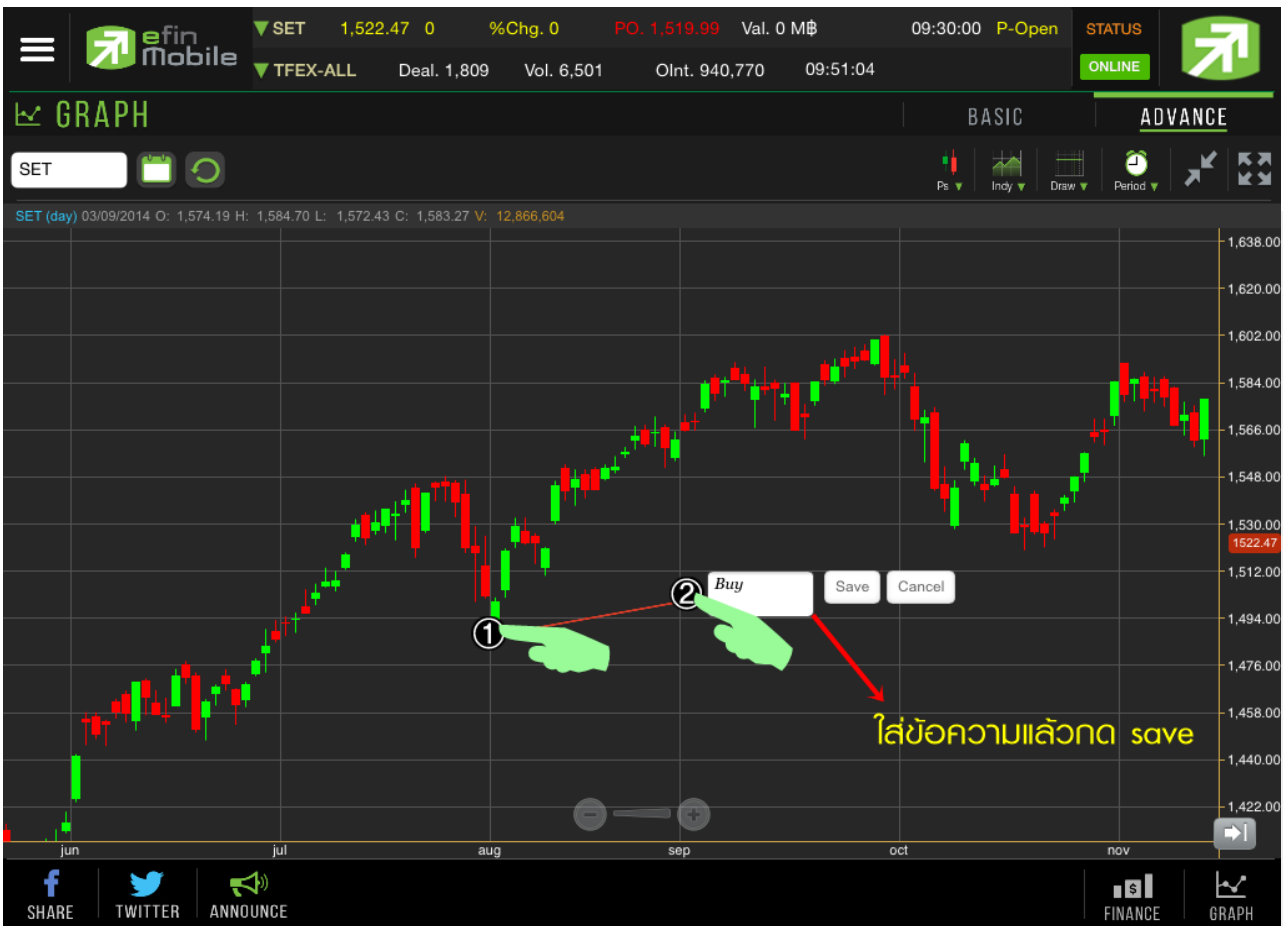 efin Mobile
▼ SET 1,522.47 0 %Chg. 0 PO. 1,519.99 Val. 0 M฿ 09:30:00 P-Open STATUS
▼ TFEX-ALL Deal. 1,809 Vol. 6,501 OInt. 940,770 09:51:04 ONLINE
GRAPH BASIC ADVANCE
SET
Ps ▼ Indy ▼ Draw ▼ Period ▼
SET (day) 03/09/2014 O: 1,574.19 H: 1,584.70 L: 1,572.43 C: 1,583.27 V: 12,866,604
1,638.00
1,620.00
1,602.00
1,584.00
1,566.00
1,548.00
1,530.00
1522.47
1,512.00
2 Buy Save Cancel
1,494.00
1
1,476.00
1,458.00
ใส่ข้อความแล้วกด save
1,440.00
1,422.00
jun jul aug sep oct nov
SHARE TWITTER ANNOUNCE FINANCE GRAPH